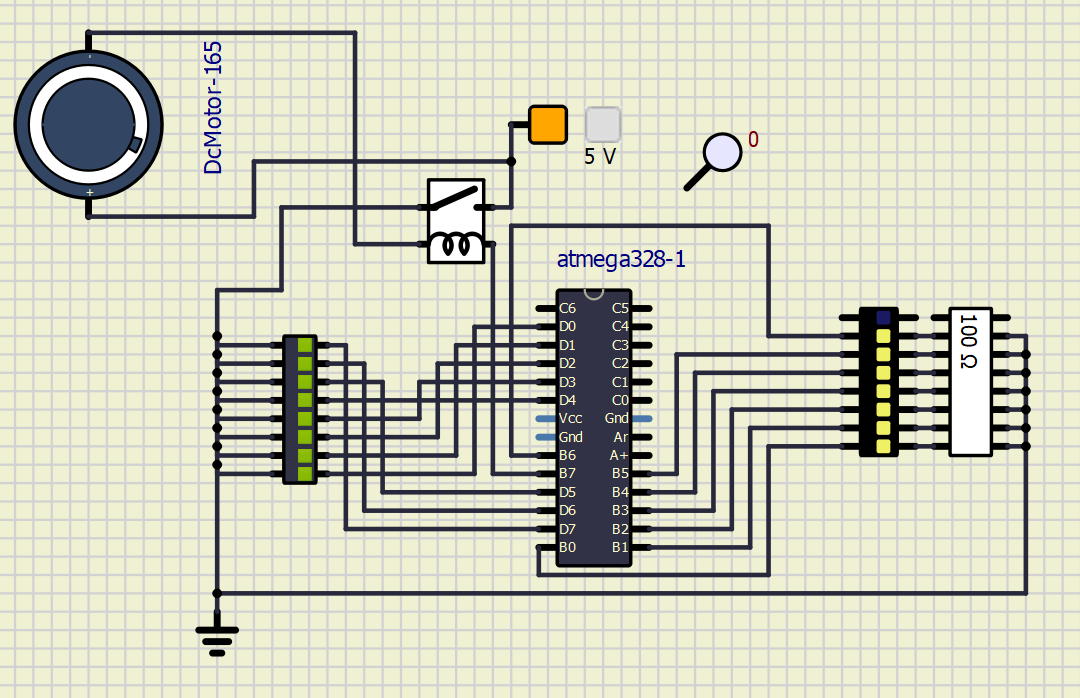 -
DcMotor-165
+
5 V
0
atmega328-1
C6 C5
D0 C4
D1 C3
D2 C2
D3 C1
D4 C0
Vcc Gnd
Gnd Ar
B6 A+
B7 B5
D5 B4
D6 B3
D7 B2
B0 B1
100 Ω